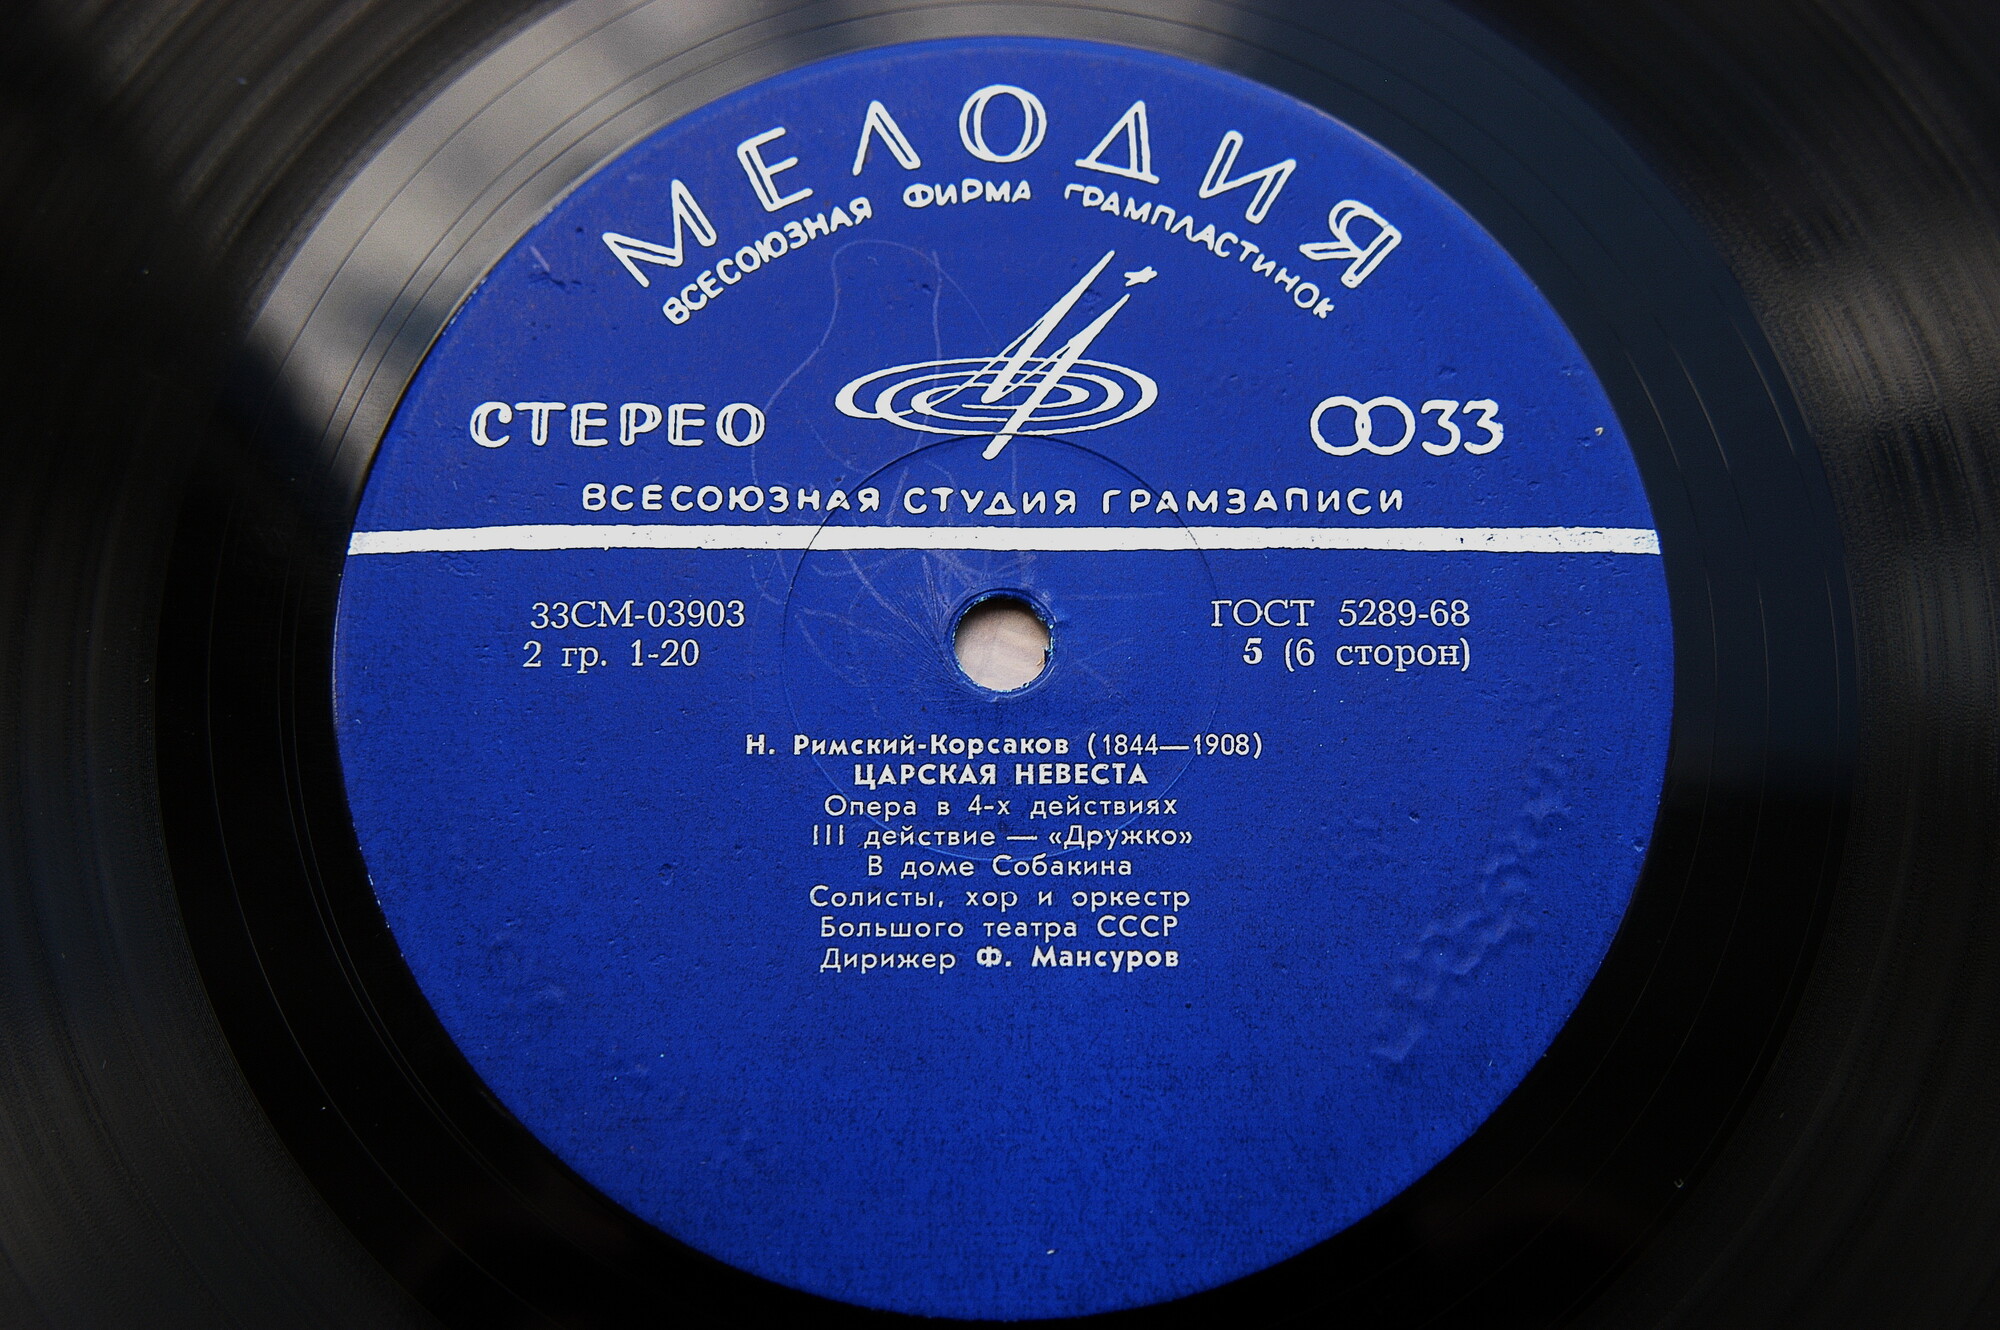 МЕЛОДИЯ
ВСЕСОЮЗНАЯ ФИРМА ГРАМПЛАСТИНОК
СТЕРЕО
33
ВСЕСОЮЗНАЯ СТУДИЯ ГРАМЗАПИСИ
33СМ-03903
ГОСТ 5289-68
2 гр. 1-20
5 (6 сторон)
Н. Римский-Корсаков (1844—1908)
ЦАРСКАЯ НЕВЕСТА
Опера в 4-х действиях
III действие — «Дружко»
В доме Собакина
Солисты, хор и оркестр
Большого театра СССР
Дирижер Ф. Мансуров